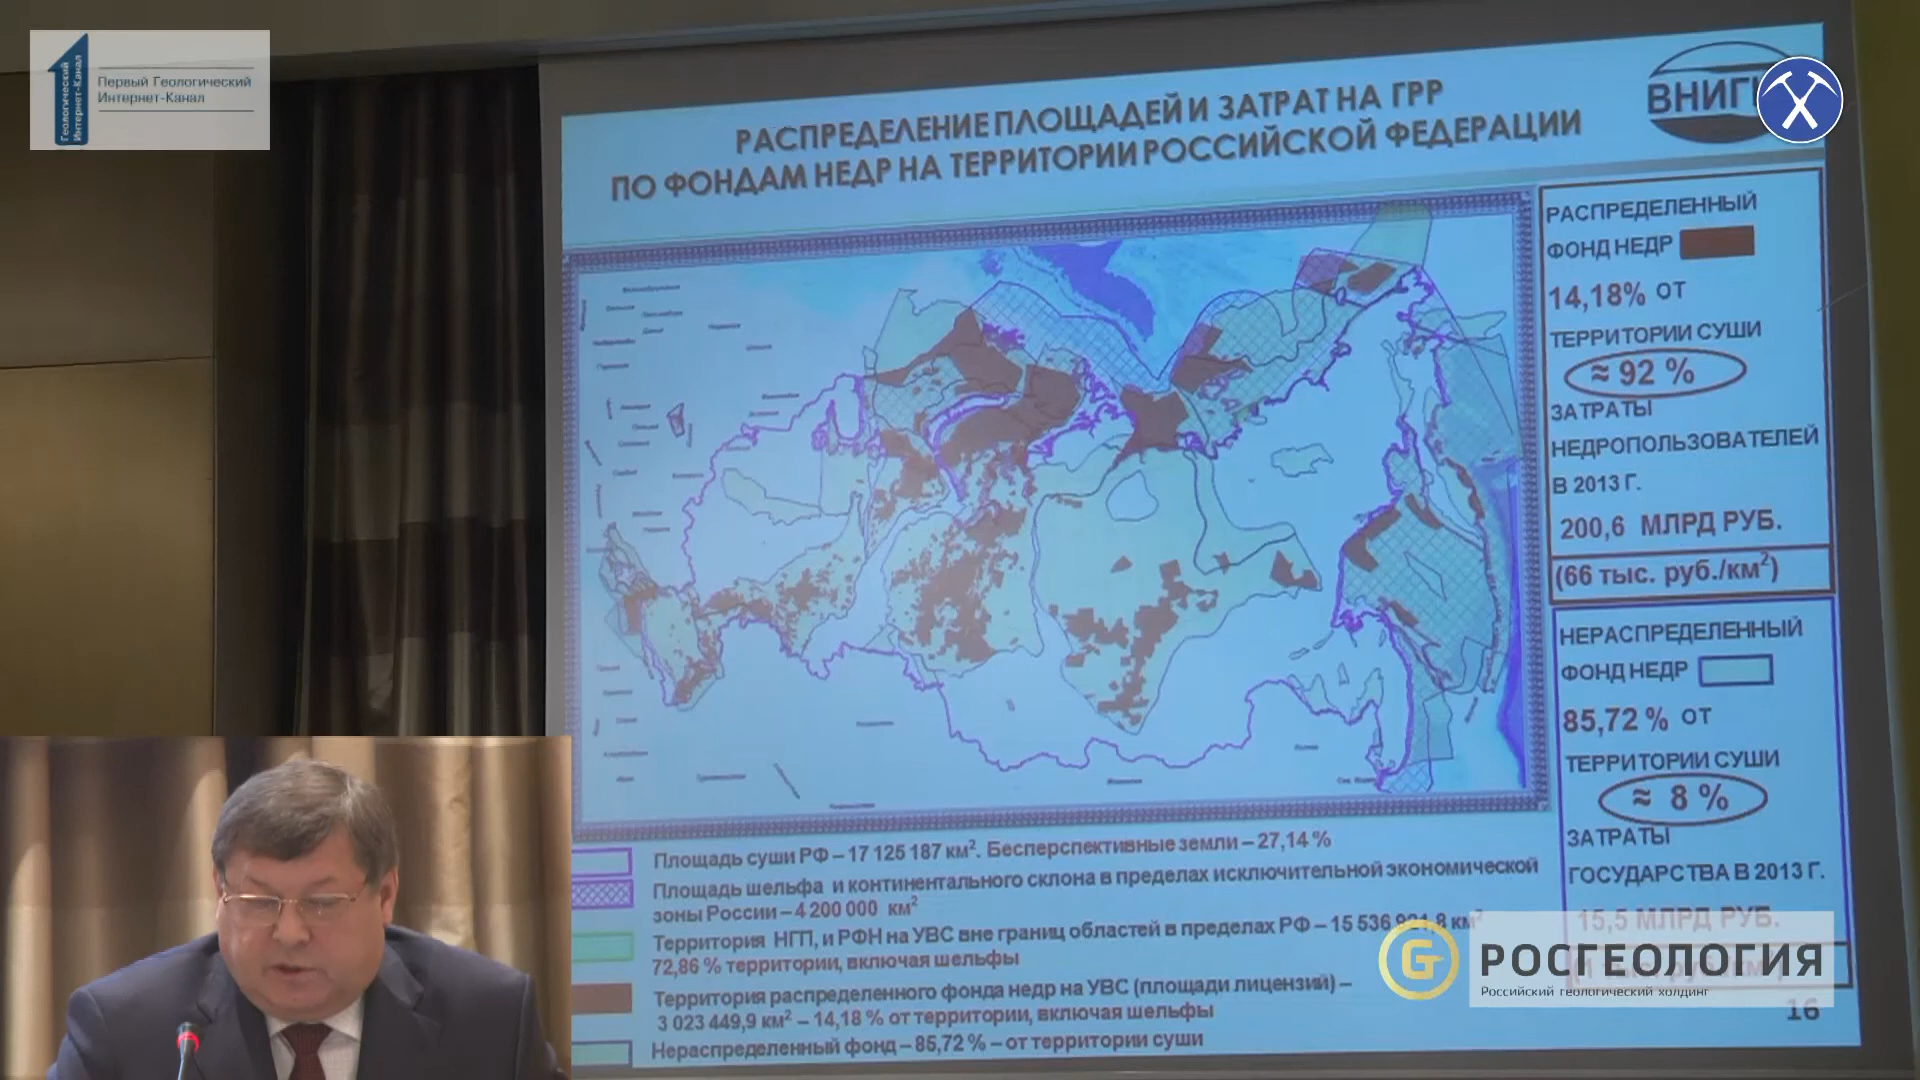 Геологический
Интернет-Канал
Первый Геологический
Интернет-Канал
РАСПРЕДЕЛЕНИЕ ПЛОЩАДЕЙ И ЗАТРАТ НА ГРР
ПО ФОНДАМ НЕДР НА ТЕРРИТОРИИ РОССИЙСКОЙ ФЕДЕРАЦИИ
РАСПРЕДЕЛЕННЫЙ
ФОНД НЕДР
14,18% ОТ
ТЕРРИТОРИИ СУШИ
≈ 92 %
ЗАТРАТЫ
НЕДРОПОЛЬЗОВАТЕЛЕЙ
В 2013 Г.
200,6 МЛРД РУБ.
(66 тыс. руб./км²)
НЕРАСПРЕДЕЛЕННЫЙ
ФОНД НЕДР
85,72 % ОТ
ТЕРРИТОРИИ СУШИ
≈ 8 %
ЗАТРАТЫ
ГОСУДАРСТВА В 2013 Г.
15,5 МЛРД РУБ.
Площадь суши РФ – 17 125 187 км². Бесперспективные земли – 27,14 %
Площадь шельфа и континентального склона в пределах исключительной экономической
зоны России – 4 200 000 км²
Территория НГП, и РФН на УВС вне границ областей в пределах РФ – 15 536 921,8 км²
72,86 % территории, включая шельфы
Территория распределенного фонда недр на УВС (площади лицензий) –
3 023 449,9 км² – 14,18 % от территории, включая шельфы
Нераспределенный фонд – 85,72 % – от территории суши
РОСГЕОЛОГИЯ
Российский геологический холдинг
16